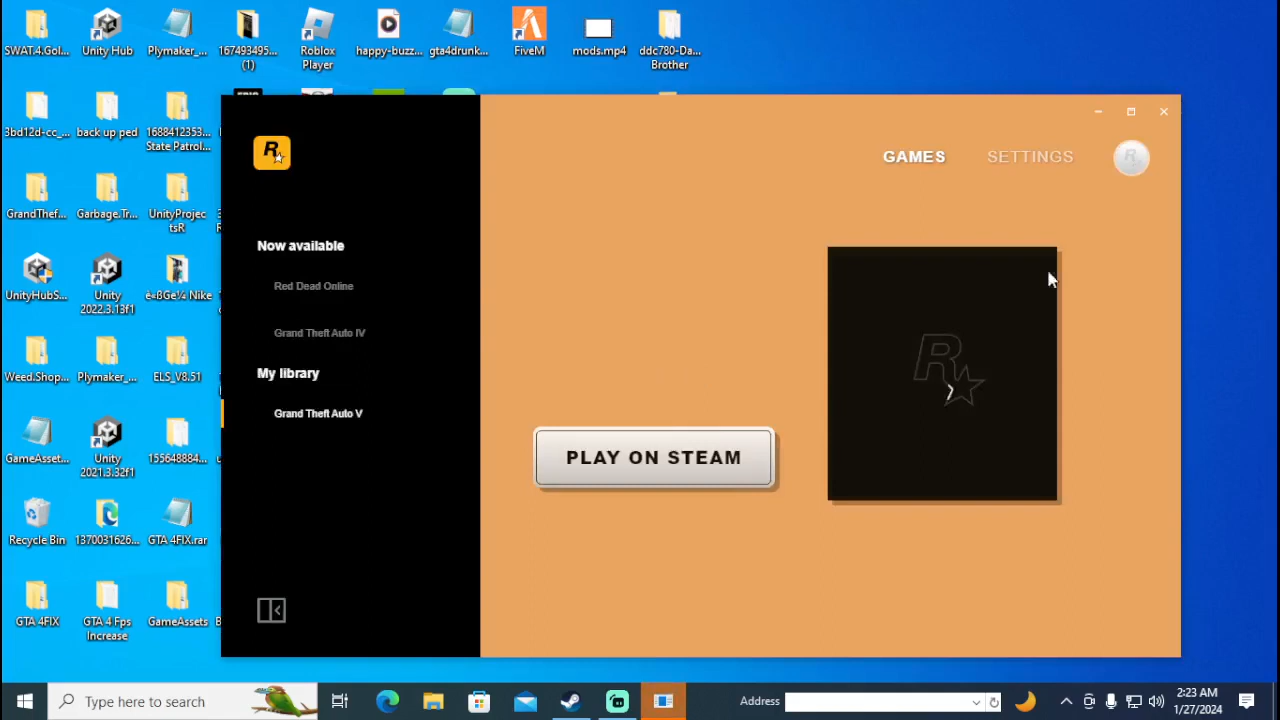 SWAT.4.Gol...
Unity Hub
Plymaker_...
167493495...
(1)
Roblox
Player
happy-buzz...
gta4drunk...
FiveM
mods.mp4
ddc780-Da...
Brother
3bd12d-cc_...
back up ped
1688412353...
State Patrol...
GrandThef...
Garbage.Tr...
UnityProjec
tsR
UnityHubS...
Unity
2022.3.13f1
Weed.Shop...
Plymaker_...
ELS_V8.51
GameAsset...
Unity
2021.3.32f1
155648884...
Recycle Bin
1370031626...
GTA 4FIX.rar
GTA 4FIX
GTA 4 Fps
Increase
GameAssets
R
Now available
Red Dead Online
Grand Theft Auto IV
My library
Grand Theft Auto V
GAMES
SETTINGS
R
PLAY ON STEAM
Type here to search
Address
2:23 AM
1/27/2024